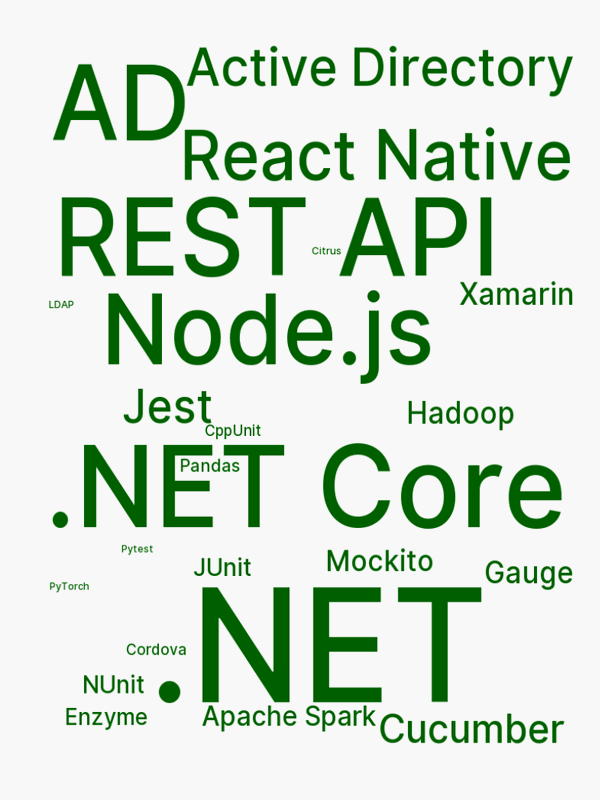 Active Directory
AD
React Native
REST API
Citrus
Xamarin
LDAP
Node.js
Jest
Hadoop
CppUnit
Pandas
.NET Core
Pytest
Mockito
JUnit
Gauge
PyTorch
.NET
Cordova
NUnit
Enzyme
Apache Spark
Cucumber